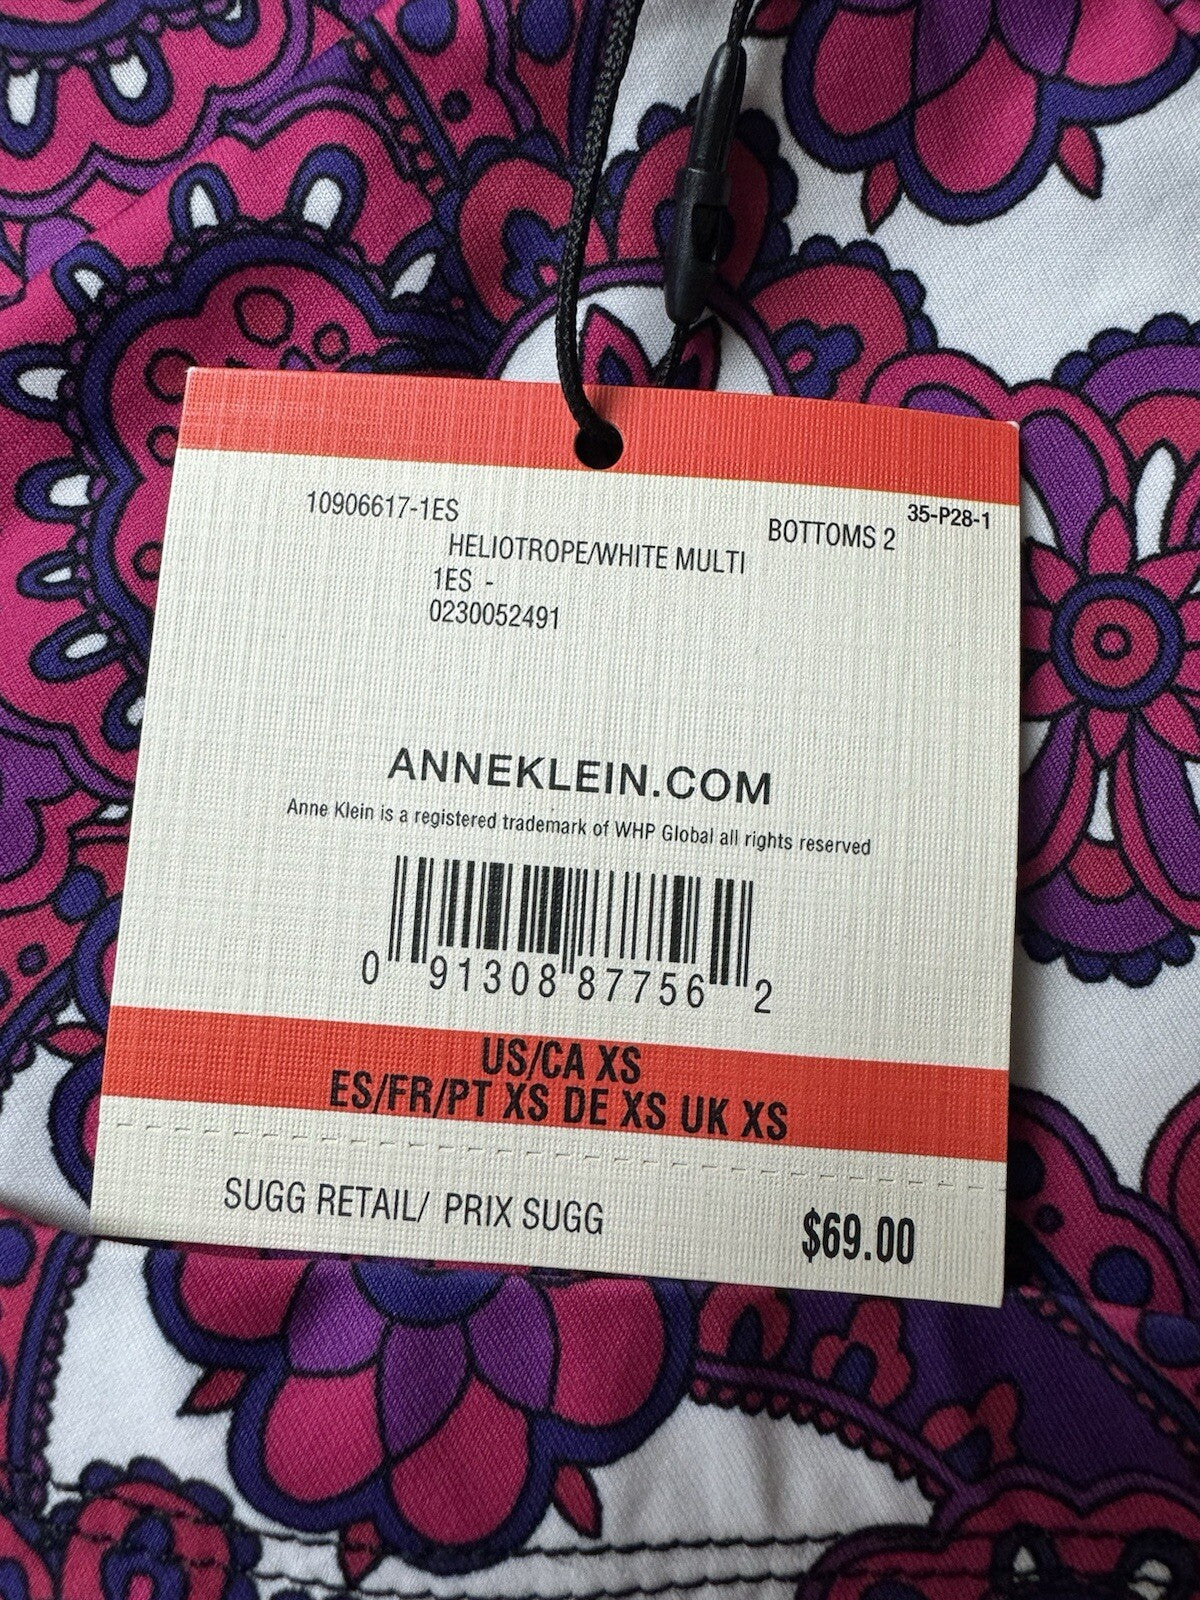 10906617-1ES
35-P28-1
BOTTOMS 2
HELIOTROPE/WHITE MULTI
1ES -
0230052491
ANNEKLEIN.COM
Anne Klein is a registered trademark of WHP Global all rights reserved
0 91308 87756 2
US/CA XS
ES/FR/PT XS DE XS UK XS
SUGG RETAIL/ PRIX SUGG $69.00